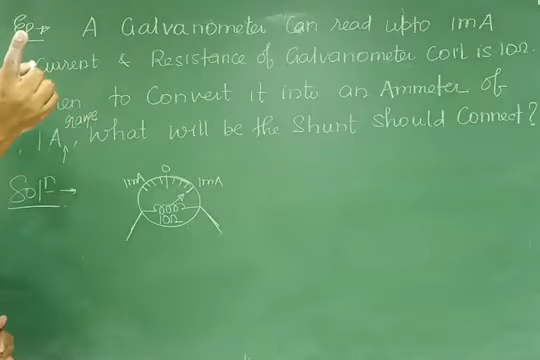 A Galvanometer Can read upto 1mA
Current & Resistance of Galvanometer Coil is 10Ω.
to Convert it into an Ammeter of
1A range, What will be the Shunt Should Connect?
Solⁿ →
0
1mA 1mA
10Ω